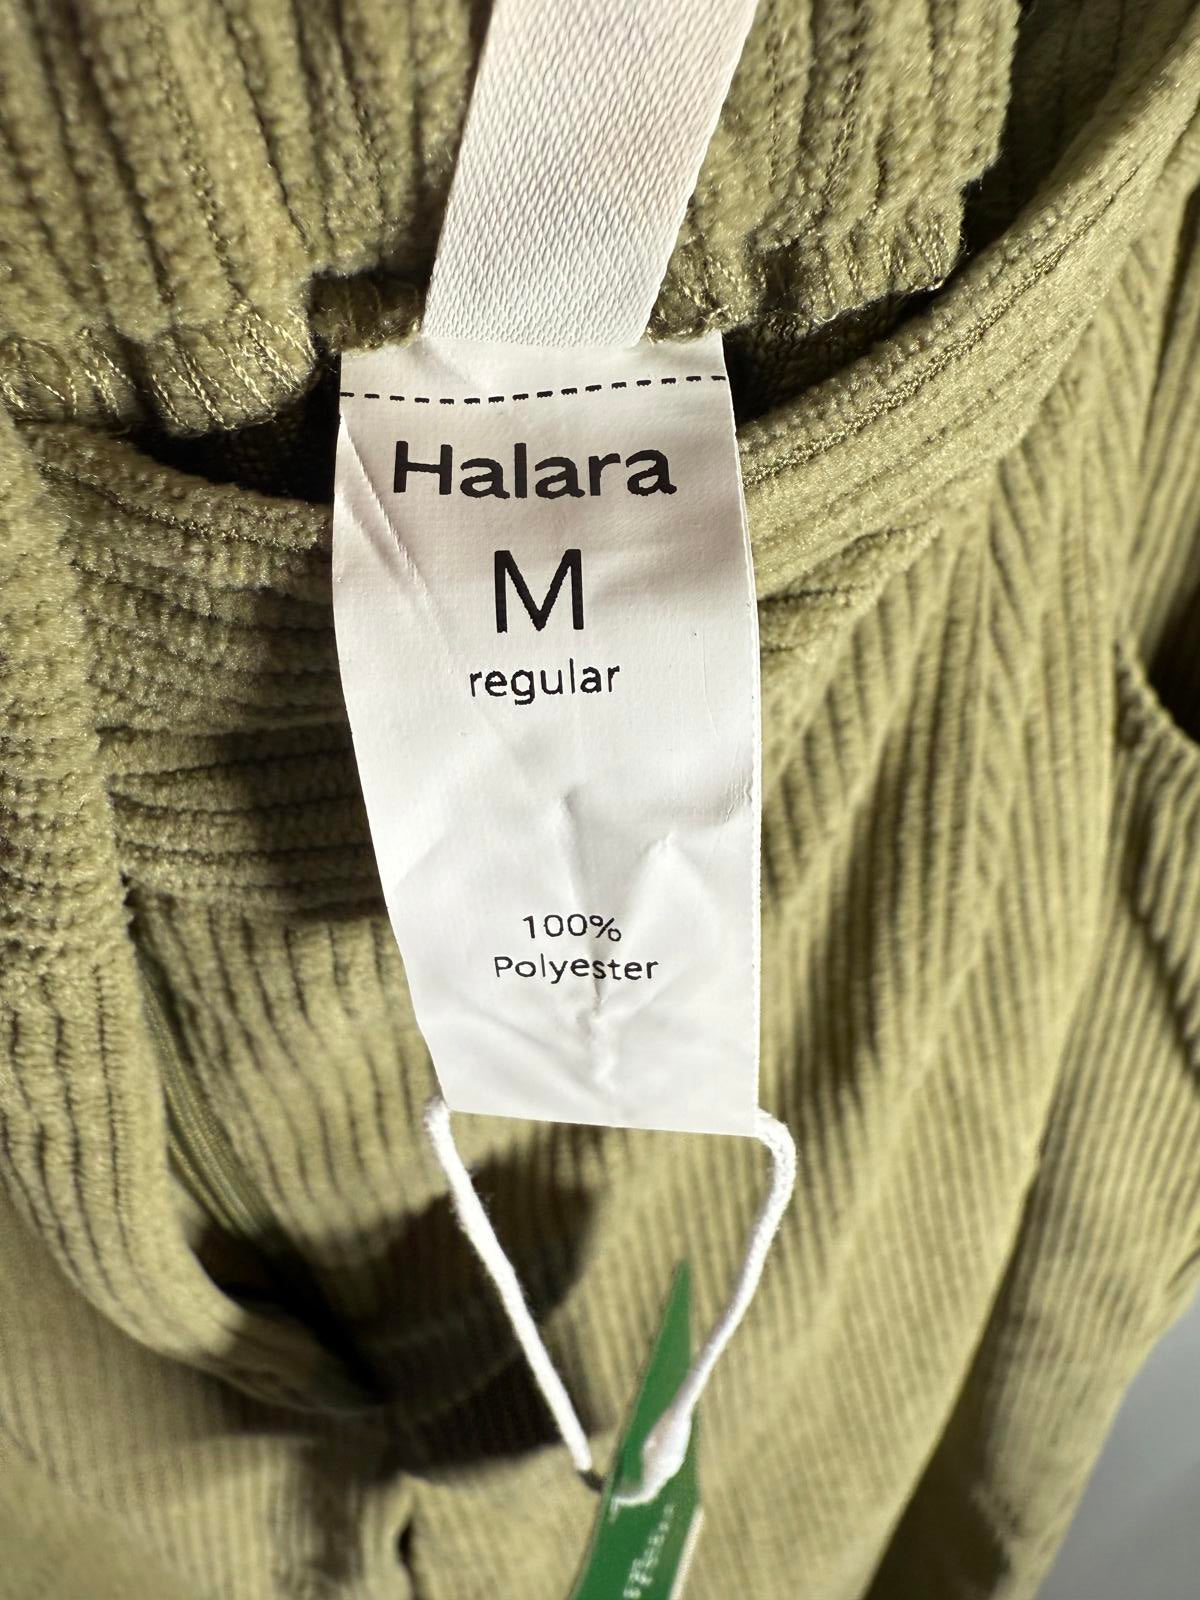 Halara
M
regular
100%
Polyester